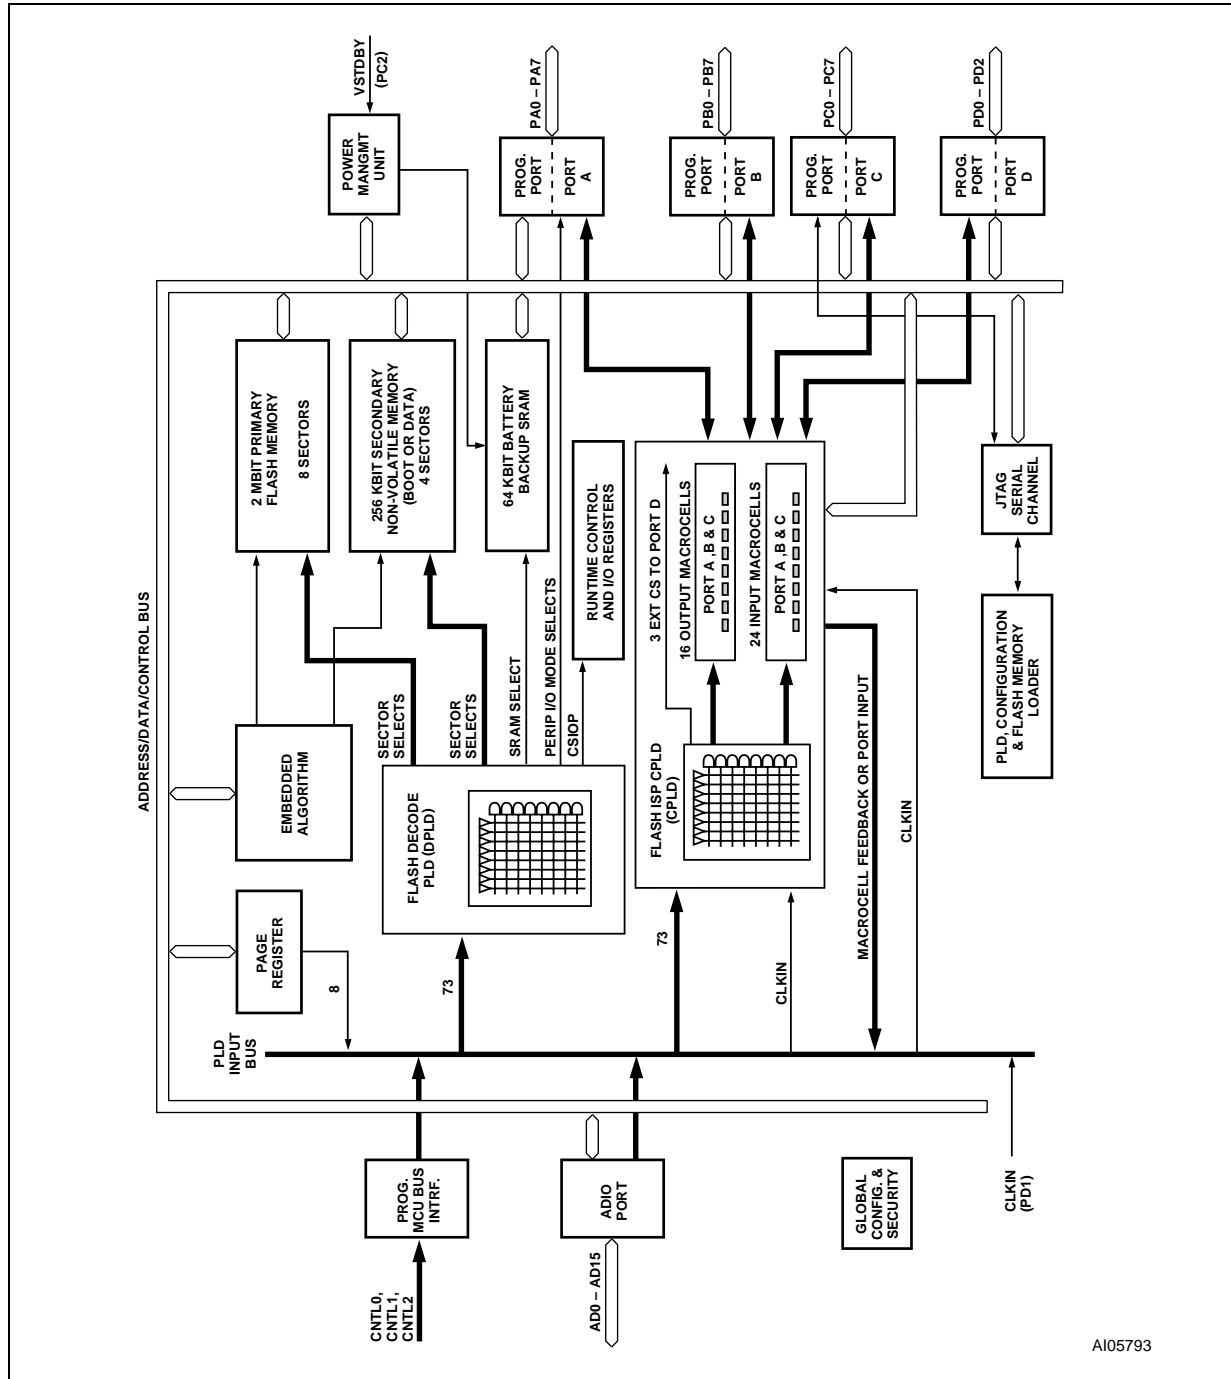 VSTDBY
(PC2)
PA0 – PA7
PB0 – PB7
PC0 – PC7
PD0 – PD2
POWER
MANGMT
UNIT
PROG.
PORT
PORT
A
PROG.
PORT
PORT
B
PROG.
PORT
PORT
C
PROG.
PORT
PORT
D
ADDRESS/DATA/CONTROL BUS
2 MBIT PRIMARY
FLASH MEMORY
8 SECTORS
256 KBIT SECONDARY
NON-VOLATILE MEMORY
(BOOT OR DATA)
4 SECTORS
64 KBIT BATTERY
BACKUP SRAM
RUNTIME CONTROL
AND I/O REGISTERS
3 EXT CS TO PORT D
16 OUTPUT MACROCELLS
PORT A ,B & C
24 INPUT MACROCELLS
PORT A ,B & C
JTAG
SERIAL
CHANNEL
PLD, CONFIGURATION
& FLASH MEMORY
LOADER
EMBEDDED
ALGORITHM
SECTOR
SELECTS
SECTOR
SELECTS
SRAM SELECT
PERIP I/O MODE SELECTS
CSIOP
FLASH DECODE
PLD (DPLD)
FLASH ISP CPLD
(CPLD)
MACROCELL FEEDBACK OR PORT INPUT
CLKIN
PAGE
REGISTER
8
73
73
CLKIN
PLD
INPUT
BUS
PROG.
MCU BUS
INTRF.
ADIO
PORT
GLOBAL
CONFIG. &
SECURITY
CLKIN
(PD1)
CNTL0,
CNTL1,
CNTL2
AD0 – AD15
AI05793